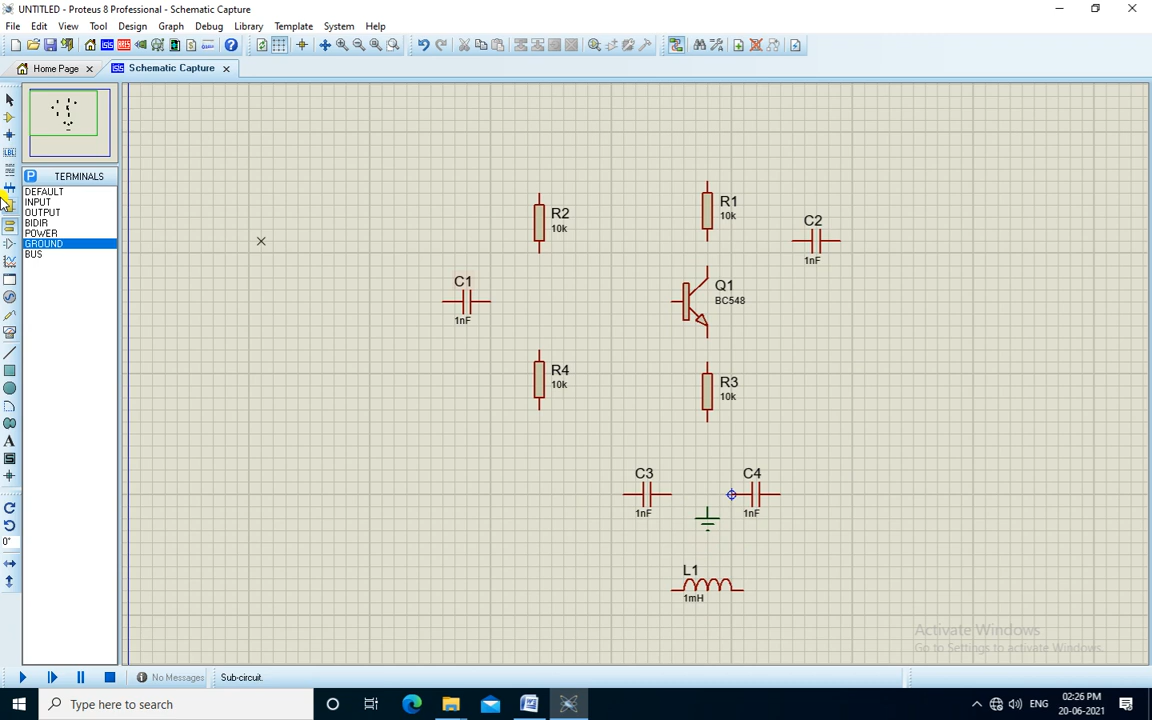 UNTITLED - Proteus 8 Professional - Schematic Capture
File Edit View Tool Design Graph Debug Library Template System Help
Home Page Schematic Capture
P TERMINALS
DEFAULT
INPUT
OUTPUT
BIDIR
POWER
GROUND
BUS
LBL
A
S
0°
R2
10k
R1
10k
C2
1nF
C1
1nF
Q1
BC548
R4
10k
R3
10k
C3
1nF
C4
1nF
L1
1mH
Activate Windows
Go to Settings to activate Windows.
No Messages Sub-circuit.
Type here to search
ENG
02:26 PM
20-06-2021